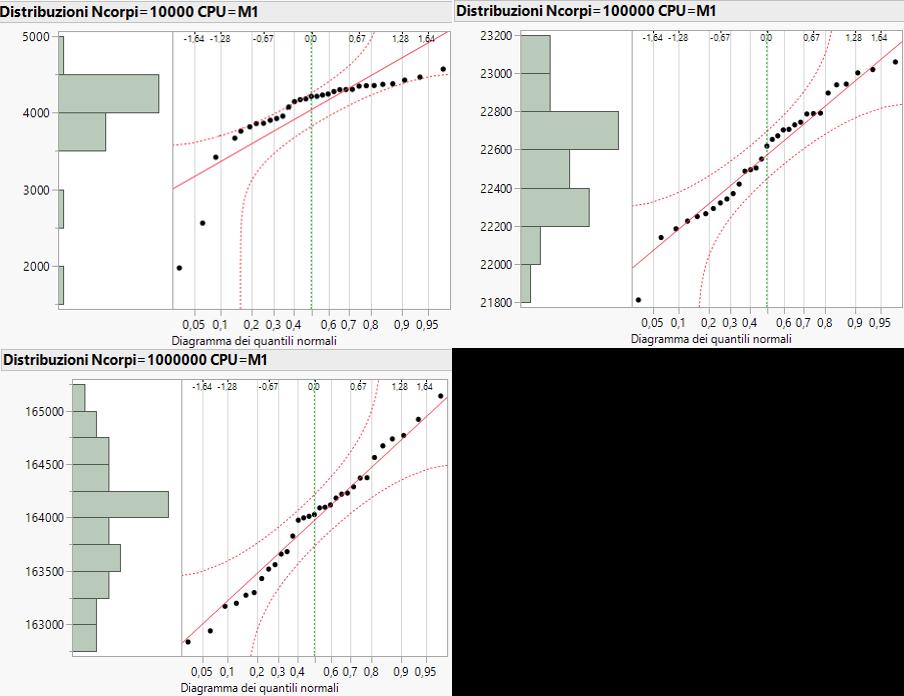 Distribuzioni Ncorpi=10000 CPU=M1
-1,64 -1,28 -0,67 0,0 0,67 1,28 1,64
5000
4000
3000
2000
0,05 0,1 0,2 0,3 0,4 0,6 0,7 0,8 0,9 0,95
Diagramma dei quantili normali
Distribuzioni Ncorpi=100000 CPU=M1
-1,64 -1,28 -0,67 0,0 0,67 1,28 1,64
23200
23000
22800
22600
22400
22200
22000
21800
0,05 0,1 0,2 0,3 0,4 0,6 0,7 0,8 0,9 0,95
Diagramma dei quantili normali
Distribuzioni Ncorpi=1000000 CPU=M1
-1,64 -1,28 -0,67 0,0 0,67 1,28 1,64
165000
164500
164000
163500
163000
0,05 0,1 0,2 0,3 0,4 0,6 0,7 0,8 0,9 0,95
Diagramma dei quantili normali